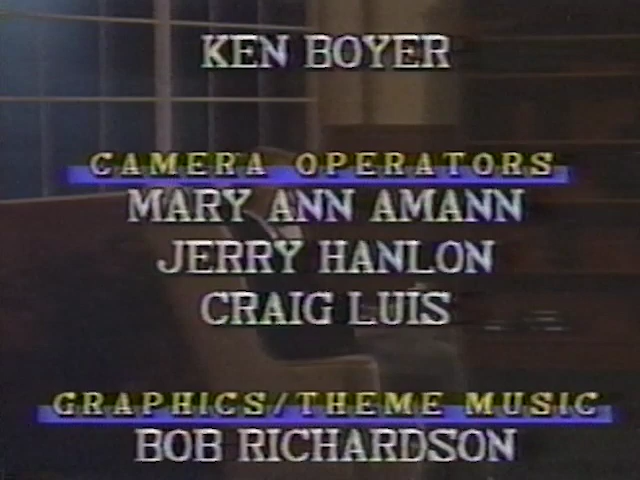 KEN BOYER
CAMERA OPERATORS
MARY ANN AMANN
JERRY HANLON
CRAIG LUIS
GRAPHICS/THEME MUSIC
BOB RICHARDSON